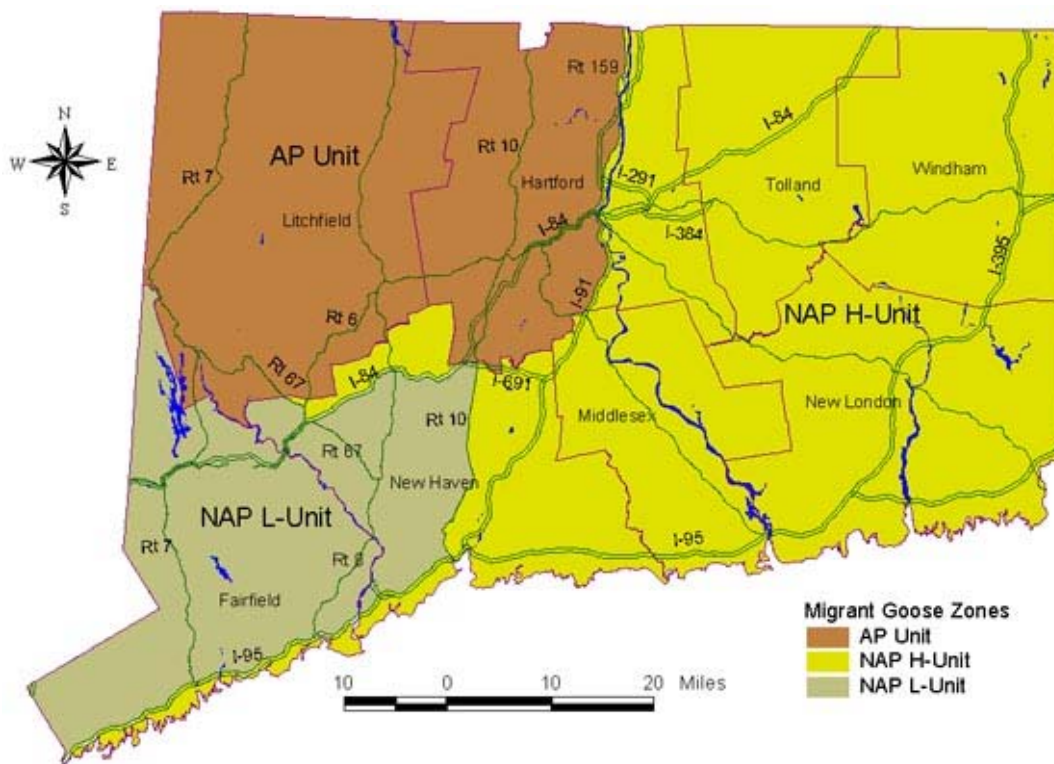 Rt 159
N
W E
S
AP Unit
Rt 10
I-84
Rt 7
Hartford
I-291
Tolland
Windham
Litchfield
I-84
I-384
I-395
I-91
Rt 6
NAP H-Unit
Rt 67
I-84
I-691
Rt 10
Middlesex
New London
Rt 67
New Haven
NAP L-Unit
Rt 7
Rt 8
I-95
Fairfield
I-95
Migrant Goose Zones
AP Unit
NAP H-Unit
NAP L-Unit
10 0 10 20 Miles